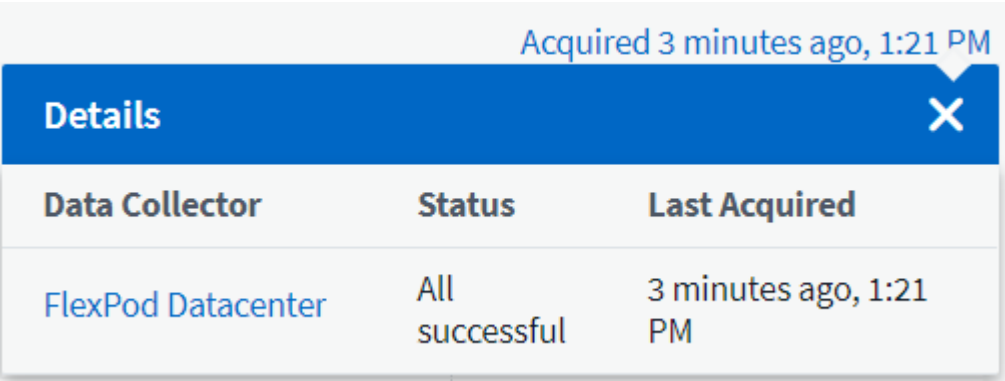 Acquired 3 minutes ago, 1:21 PM
Details
Data Collector Status Last Acquired
FlexPod Datacenter All successful 3 minutes ago, 1:21 PM